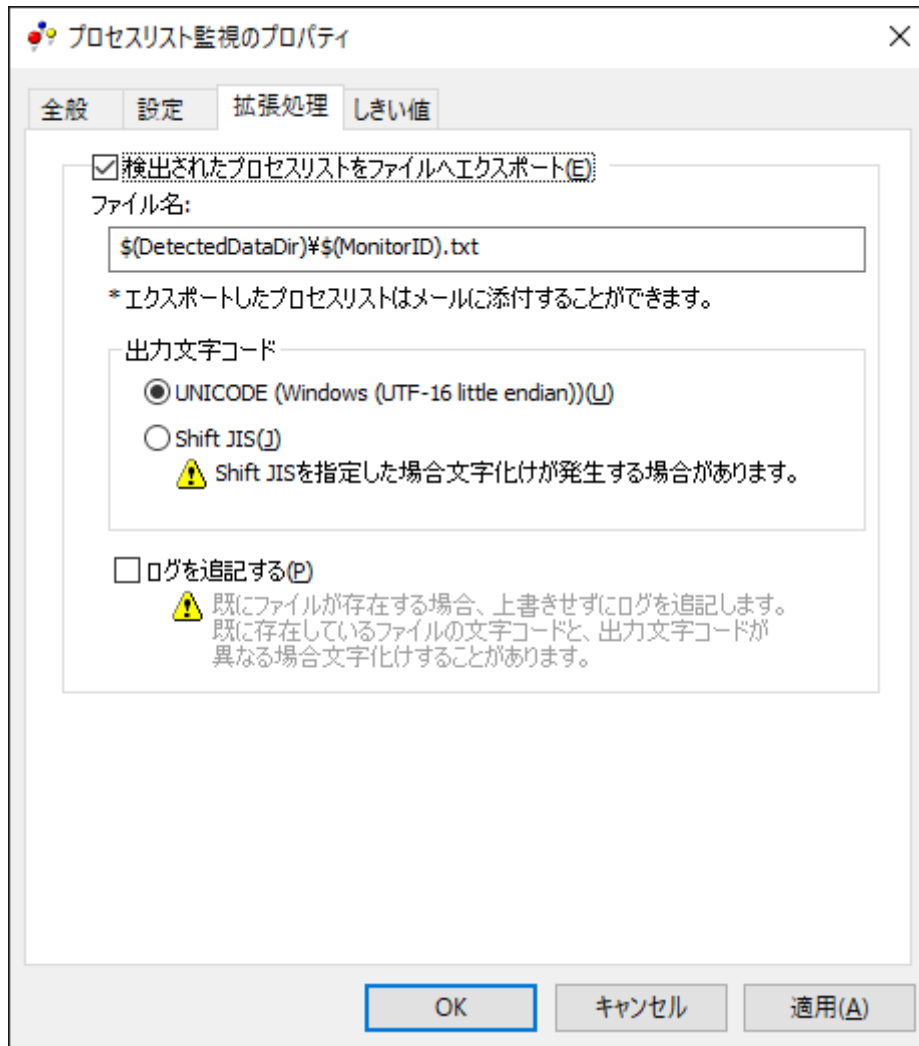 プロセスリスト監視のプロパティ
全般 設定 拡張処理 しきい値
検出されたプロセスリストをファイルへエクスポート(E)
ファイル名:
$(DetectedDataDir)¥$(MonitorID).txt
*エクスポートしたプロセスリストはメールに添付することができます。
出力文字コード
UNICODE (Windows (UTF-16 little endian))(U)
Shift JIS(J)
Shift JISを指定した場合文字化けが発生する場合があります。
ログを追記する(P)
既にファイルが存在する場合、上書きせずにログを追記します。
既に存在しているファイルの文字コードと、出力文字コードが
異なる場合文字化けすることがあります。
OK キャンセル 適用(A)